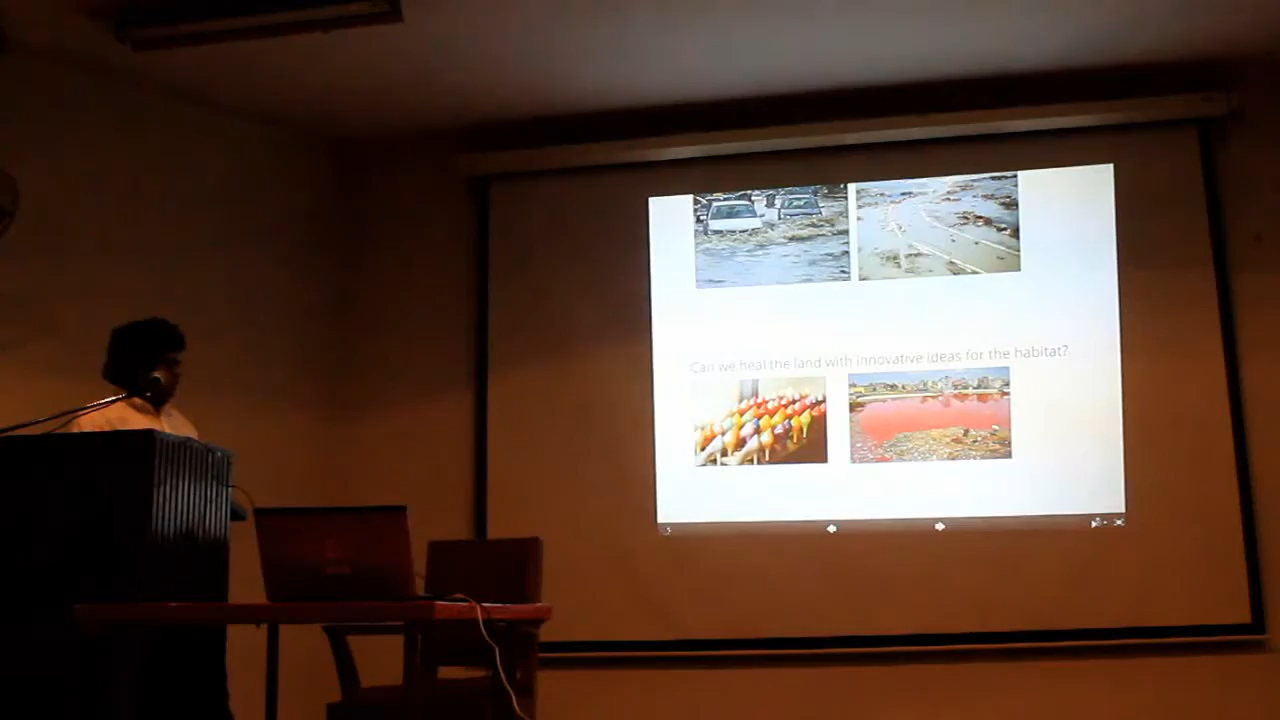 Can we heal the land with innovative ideas for the habitat?